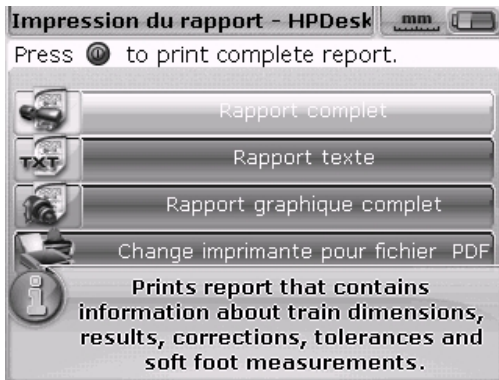 Impression du rapport - HPDesk mm
Press to print complete report.
Rapport complet
TXT Rapport texte
Rapport graphique complet
Change imprimante pour fichier PDF
Prints report that contains
information about train dimensions,
results, corrections, tolerances and
soft foot measurements.